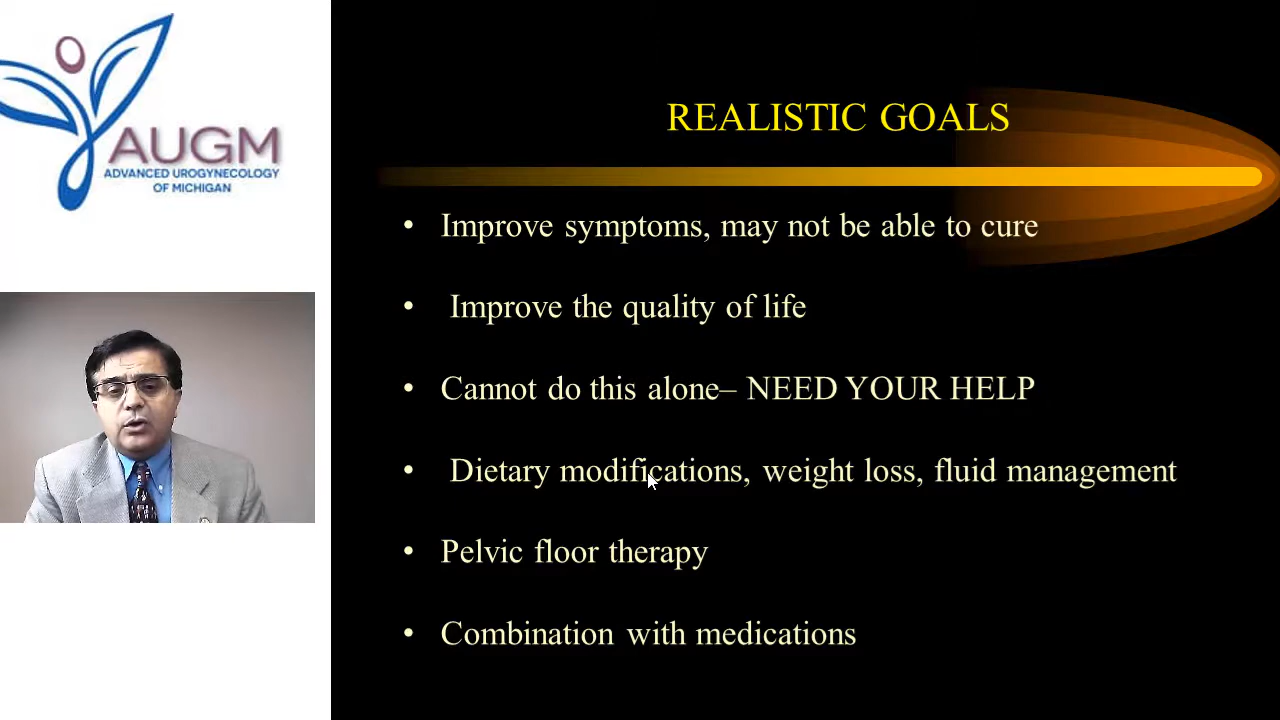 AUGM
ADVANCED UROGYNECOLOGY
OF MICHIGAN
REALISTIC GOALS
• Improve symptoms, may not be able to cure
• Improve the quality of life
• Cannot do this alone– NEED YOUR HELP
• Dietary modifications, weight loss, fluid management
• Pelvic floor therapy
• Combination with medications